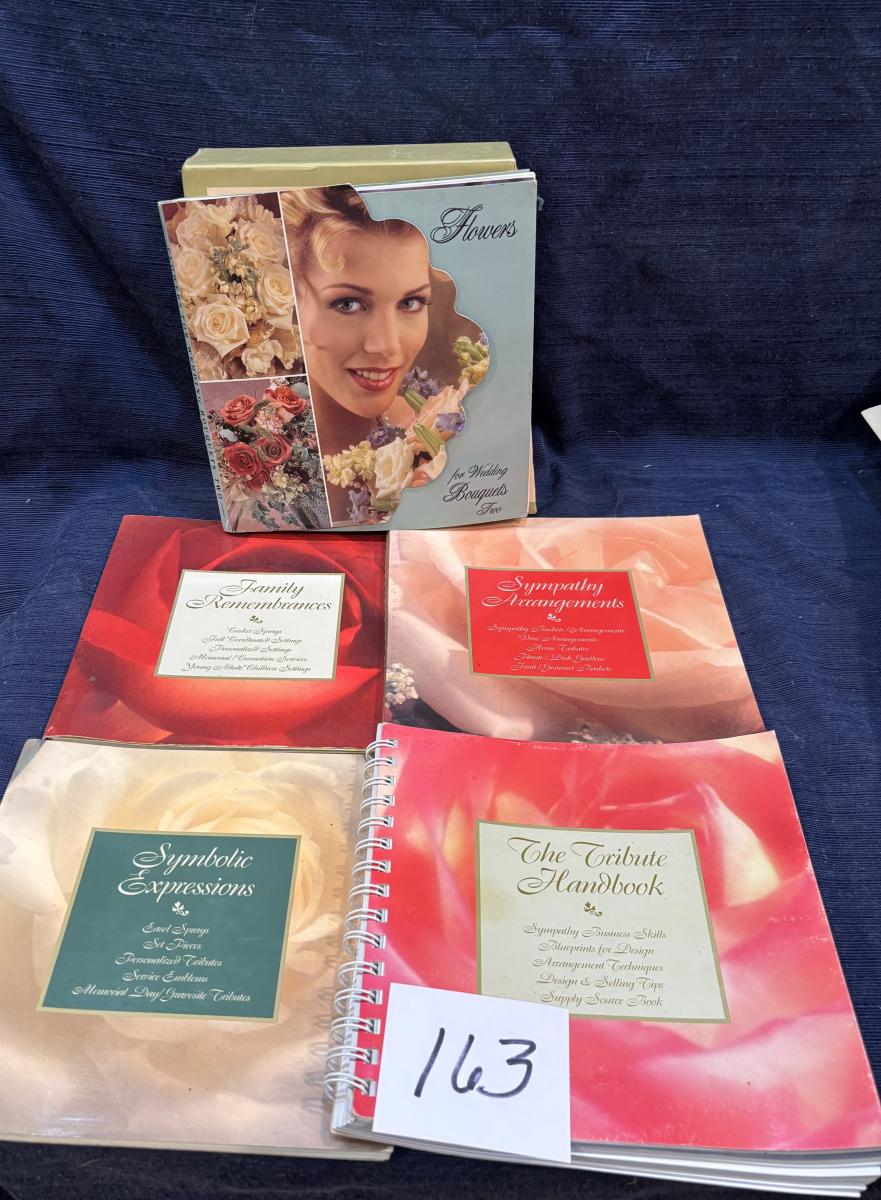 Flowers
for Wedding
Bouquets
Two
Family
Remembrances
Casket Sprays
Full Coordinated Settings
Personalized Settings
Memorial/Cremation Services
Young Adult/Children Settings
Sympathy
Arrangements
Sympathy Baskets/Arrangements
Vase Arrangements
Home Tributes
Plants/Dish Gardens
Fruit/Gourmet Baskets
Symbolic
Expressions
Easel Sprays
Set Pieces
Personalized Tributes
Service Emblems
Memorial Day/Gravesite Tributes
The Tribute
Handbook
Sympathy Business Skills
Blueprints for Design
Arrangement Techniques
Design & Selling Tips
Supply Source Book
163